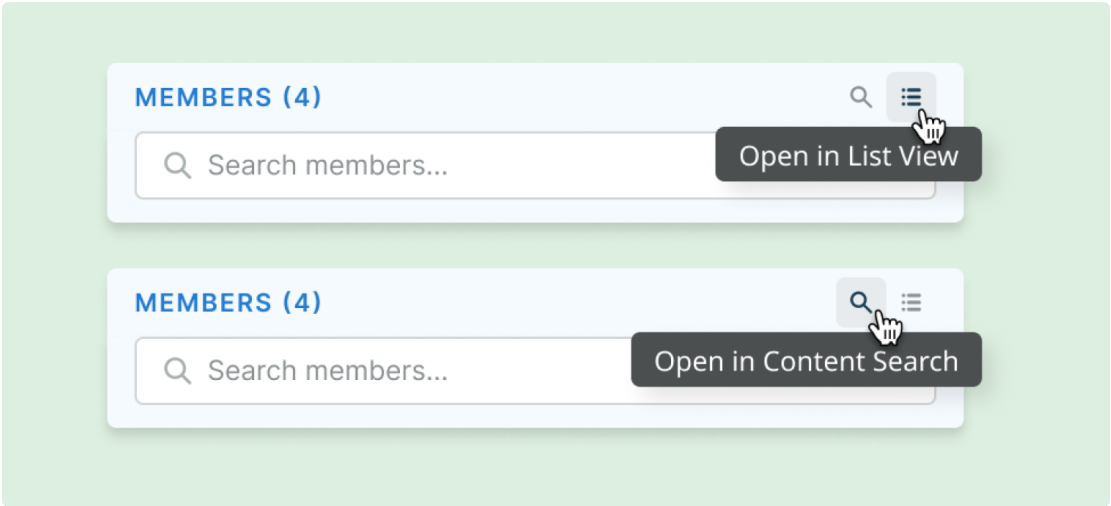 MEMBERS (4)
Search members...
Open in List View
MEMBERS (4)
Search members...
Open in Content Search